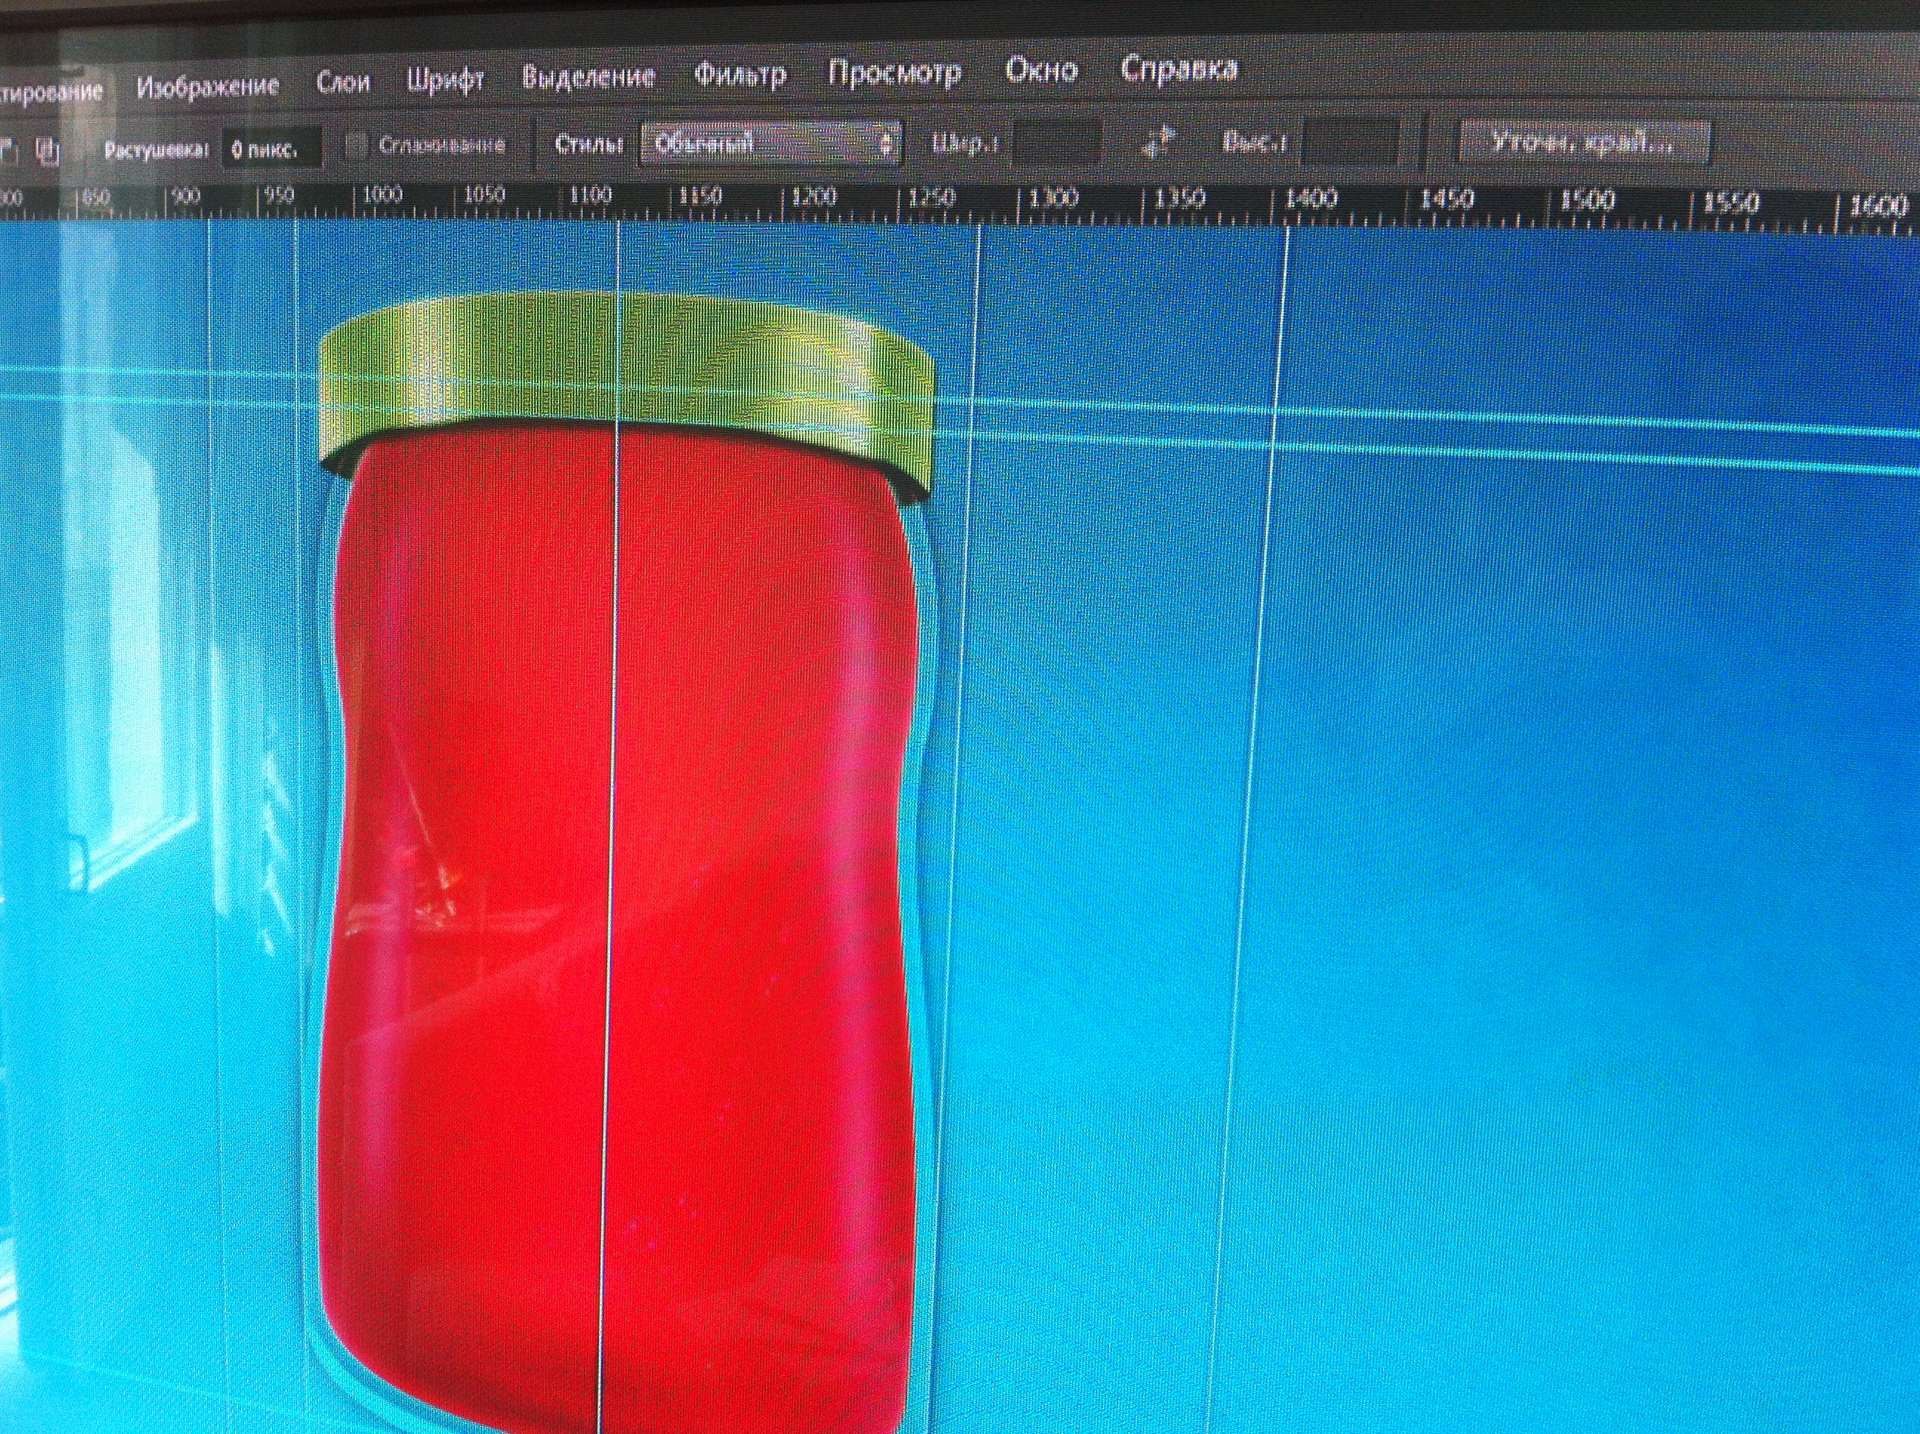 тирование Изображение Слои Шрифт Выделение Фильтр Просмотр Окно Справка
Растушевка: 0 пикс. Сглаживание Стиль: Обычный Шир.: Выс.: Уточн. край...
800 850 900 950 1000 1050 1100 1150 1200 1250 1300 1350 1400 1450 1500 1550 1600